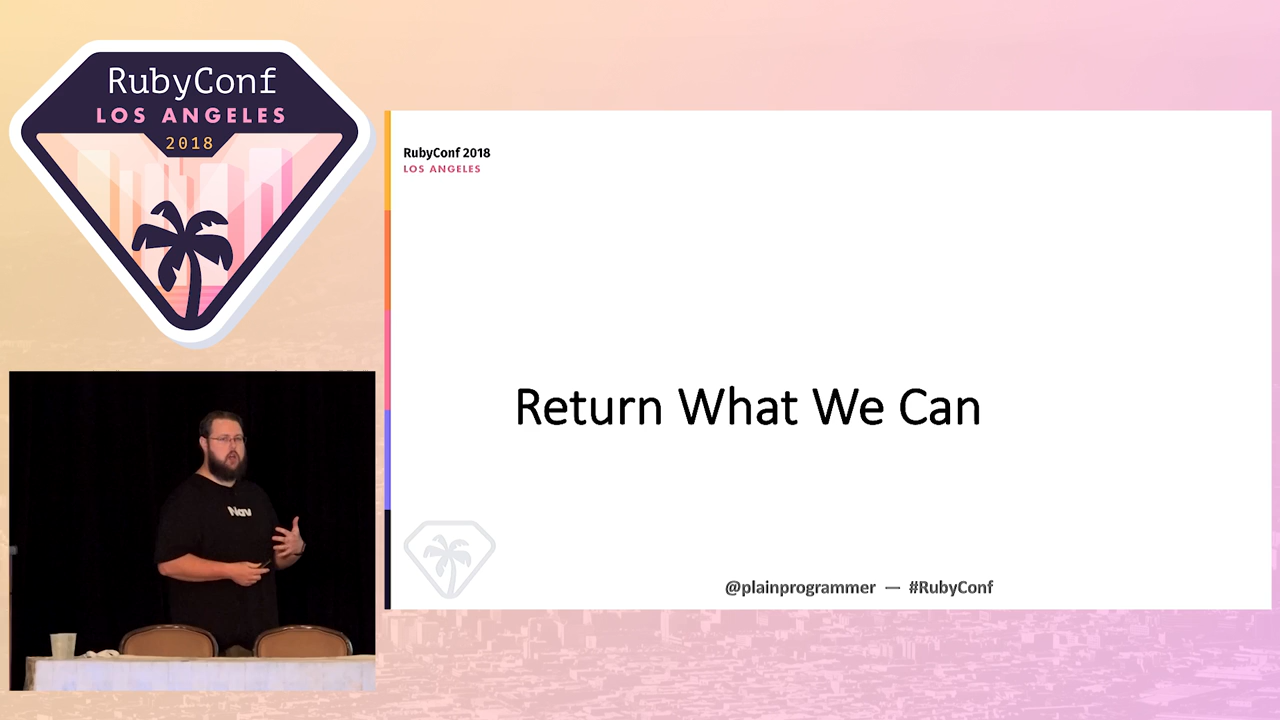 RubyConf
LOS ANGELES
2018
RubyConf 2018
LOS ANGELES
Return What We Can
@plainprogrammer — #RubyConf
Nav